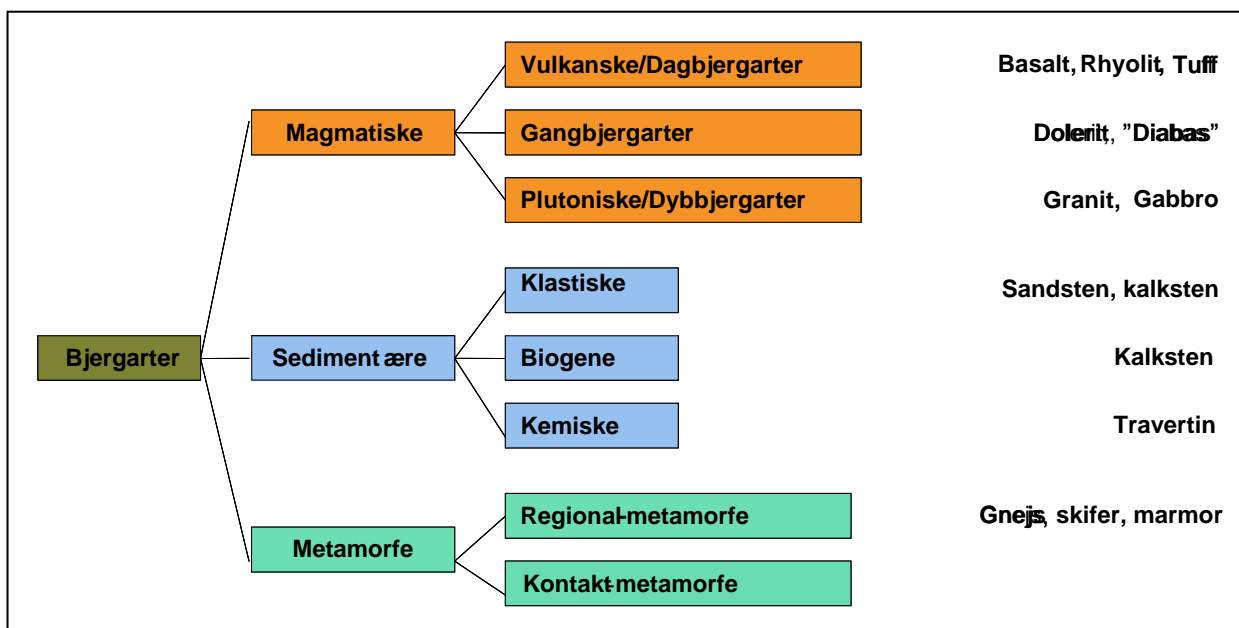 Vulkanske/Dagbjergarter Basalt, Rhyolit, Tuff
Magmatiske Gangbjergarter Dolerit, ”Diabas”
Plutoniske/Dybbjergarter Granit, Gabbro
Klastiske Sandsten, kalksten
Bjergarter Sedimentære Biogene Kalksten
Kemiske Travertin
Regional-metamorfe Gnejs, skifer, marmor
Metamorfe
Kontakt-metamorfe